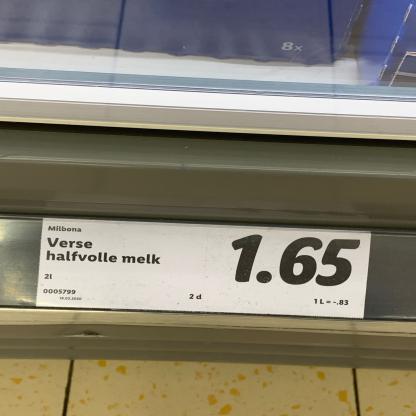 8x
Milbona
Verse
halfvolle melk
1.65
2l
0005799
2 d
1 L = -.83